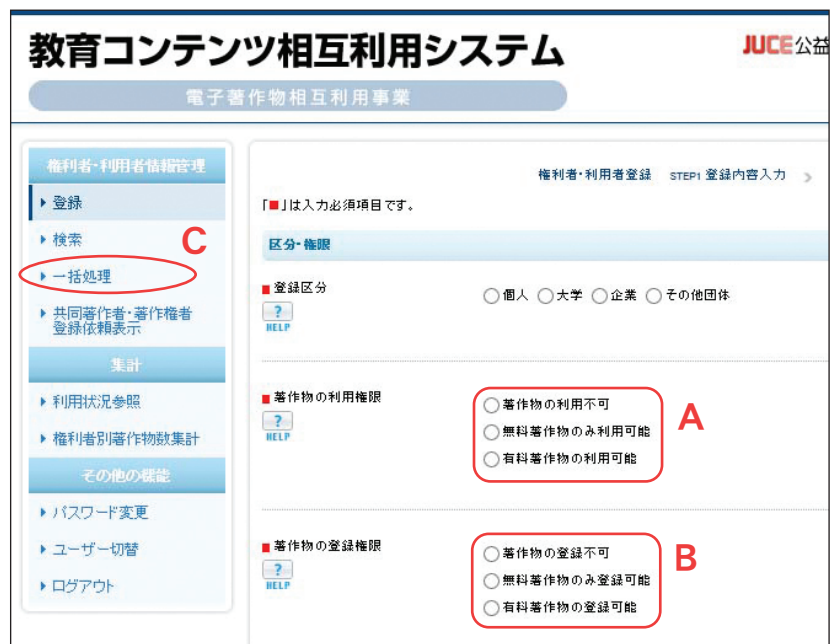 教育コンテンツ相互利用システム
JUCE公益
電子著作物相互利用事業
権利者・利用者情報管理
登録
検索
C
一括処理
共同著作者・著作権者
登録依頼表示
集計
利用状況参照
権利者別著作物数集計
その他の機能
パスワード変更
ユーザー切替
ログアウト
権利者・利用者登録 STEP1 登録内容入力
「■」は入力必須項目です。
区分・権限
■登録区分
? HELP
個人 大学 企業 その他団体
■著作物の利用権限
? HELP
著作物の利用不可
無料著作物のみ利用可能
有料著作物の利用可能
A
■著作物の登録権限
? HELP
著作物の登録不可
無料著作物のみ登録可能
有料著作物の登録可能
B